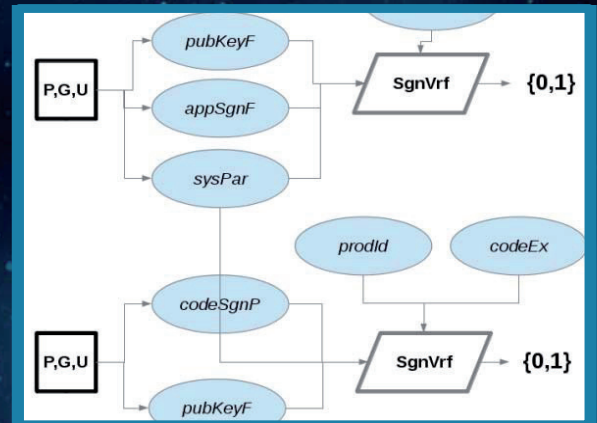 pubKeyF
P,G,U
SgnVrf
{0,1}
appSgnF
sysPar
prodId
codeEx
codeSgnP
P,G,U
SgnVrf
{0,1}
pubKeyF